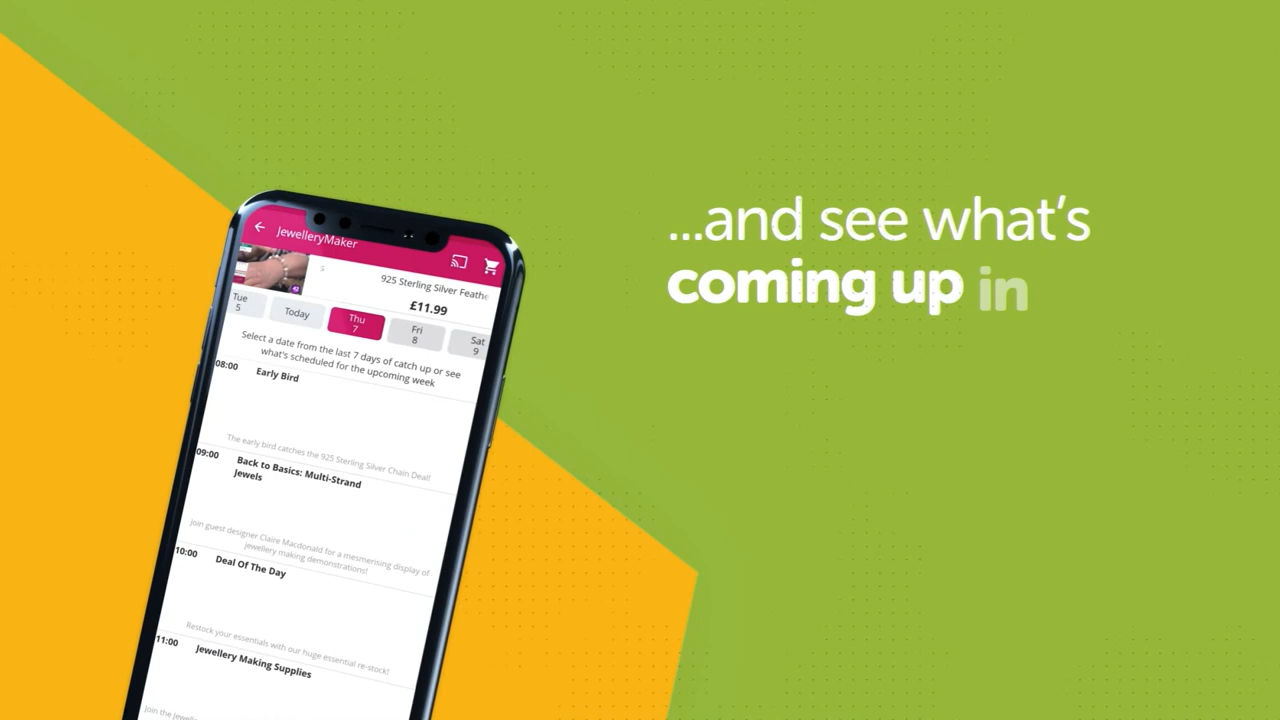 ...and see what's
coming up in
JewelleryMaker
925 Sterling Silver Feathe
£11.99
Tue
5
Today
Thu
7
Fri
8
Sat
9
Select a date from the last 7 days of catch up or see
what's scheduled for the upcoming week
08:00 Early Bird
The early bird catches the 925 Sterling Silver Chain Deal!
09:00 Back to Basics: Multi-Strand
Jewels
Join guest designer Claire Macdonald for a mesmerising display of
jewellery making demonstrations!
10:00 Deal Of The Day
Restock your essentials with our huge essential re-stock!
11:00 Jewellery Making Supplies
Join the